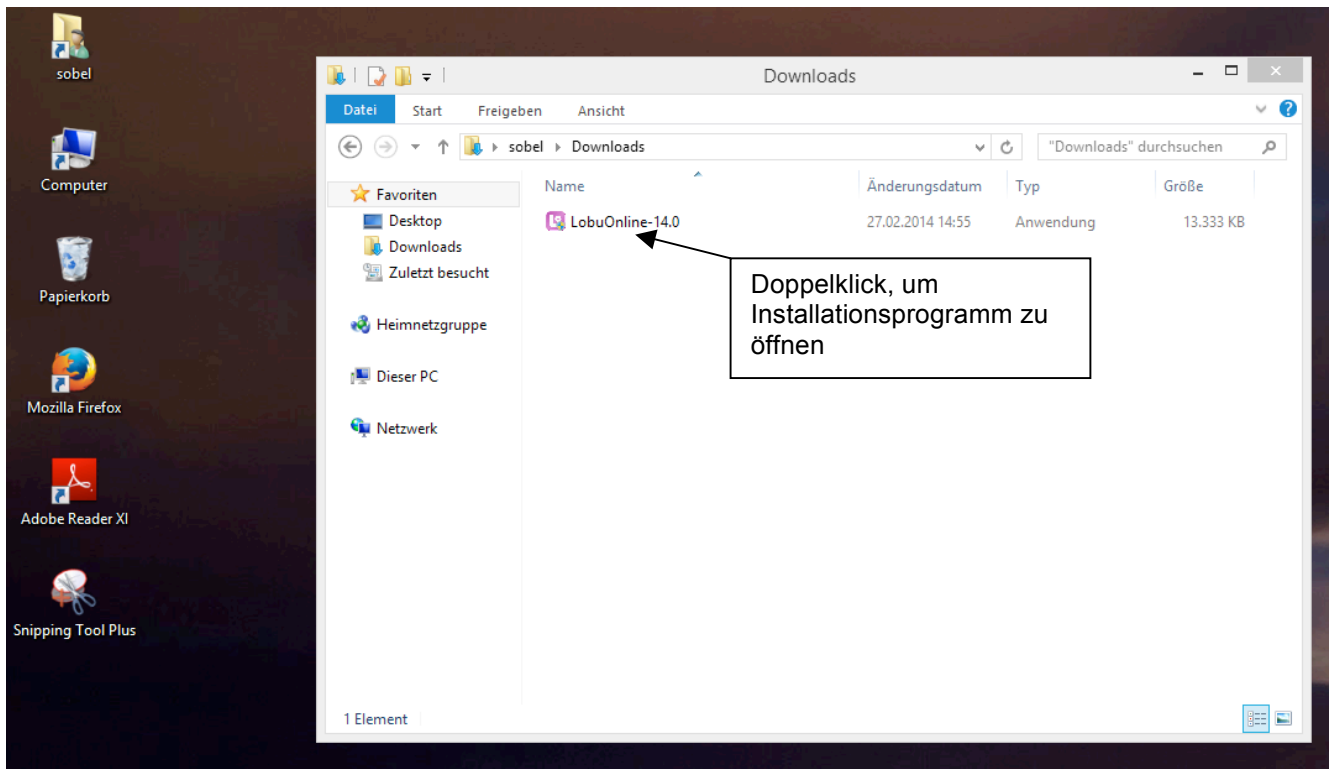 sobel
Computer
Papierkorb
Mozilla Firefox
Adobe Reader XI
Snipping Tool Plus
Downloads
Datei Start Freigeben Ansicht
sobel Downloads "Downloads" durchsuchen
Favoriten
Desktop
Downloads
Zuletzt besucht
Heimnetzgruppe
Dieser PC
Netzwerk
Name Änderungsdatum Typ Größe
LobuOnline-14.0 27.02.2014 14:55 Anwendung 13.333 KB
Doppelklick, um
Installationsprogramm zu
öffnen
1 Element